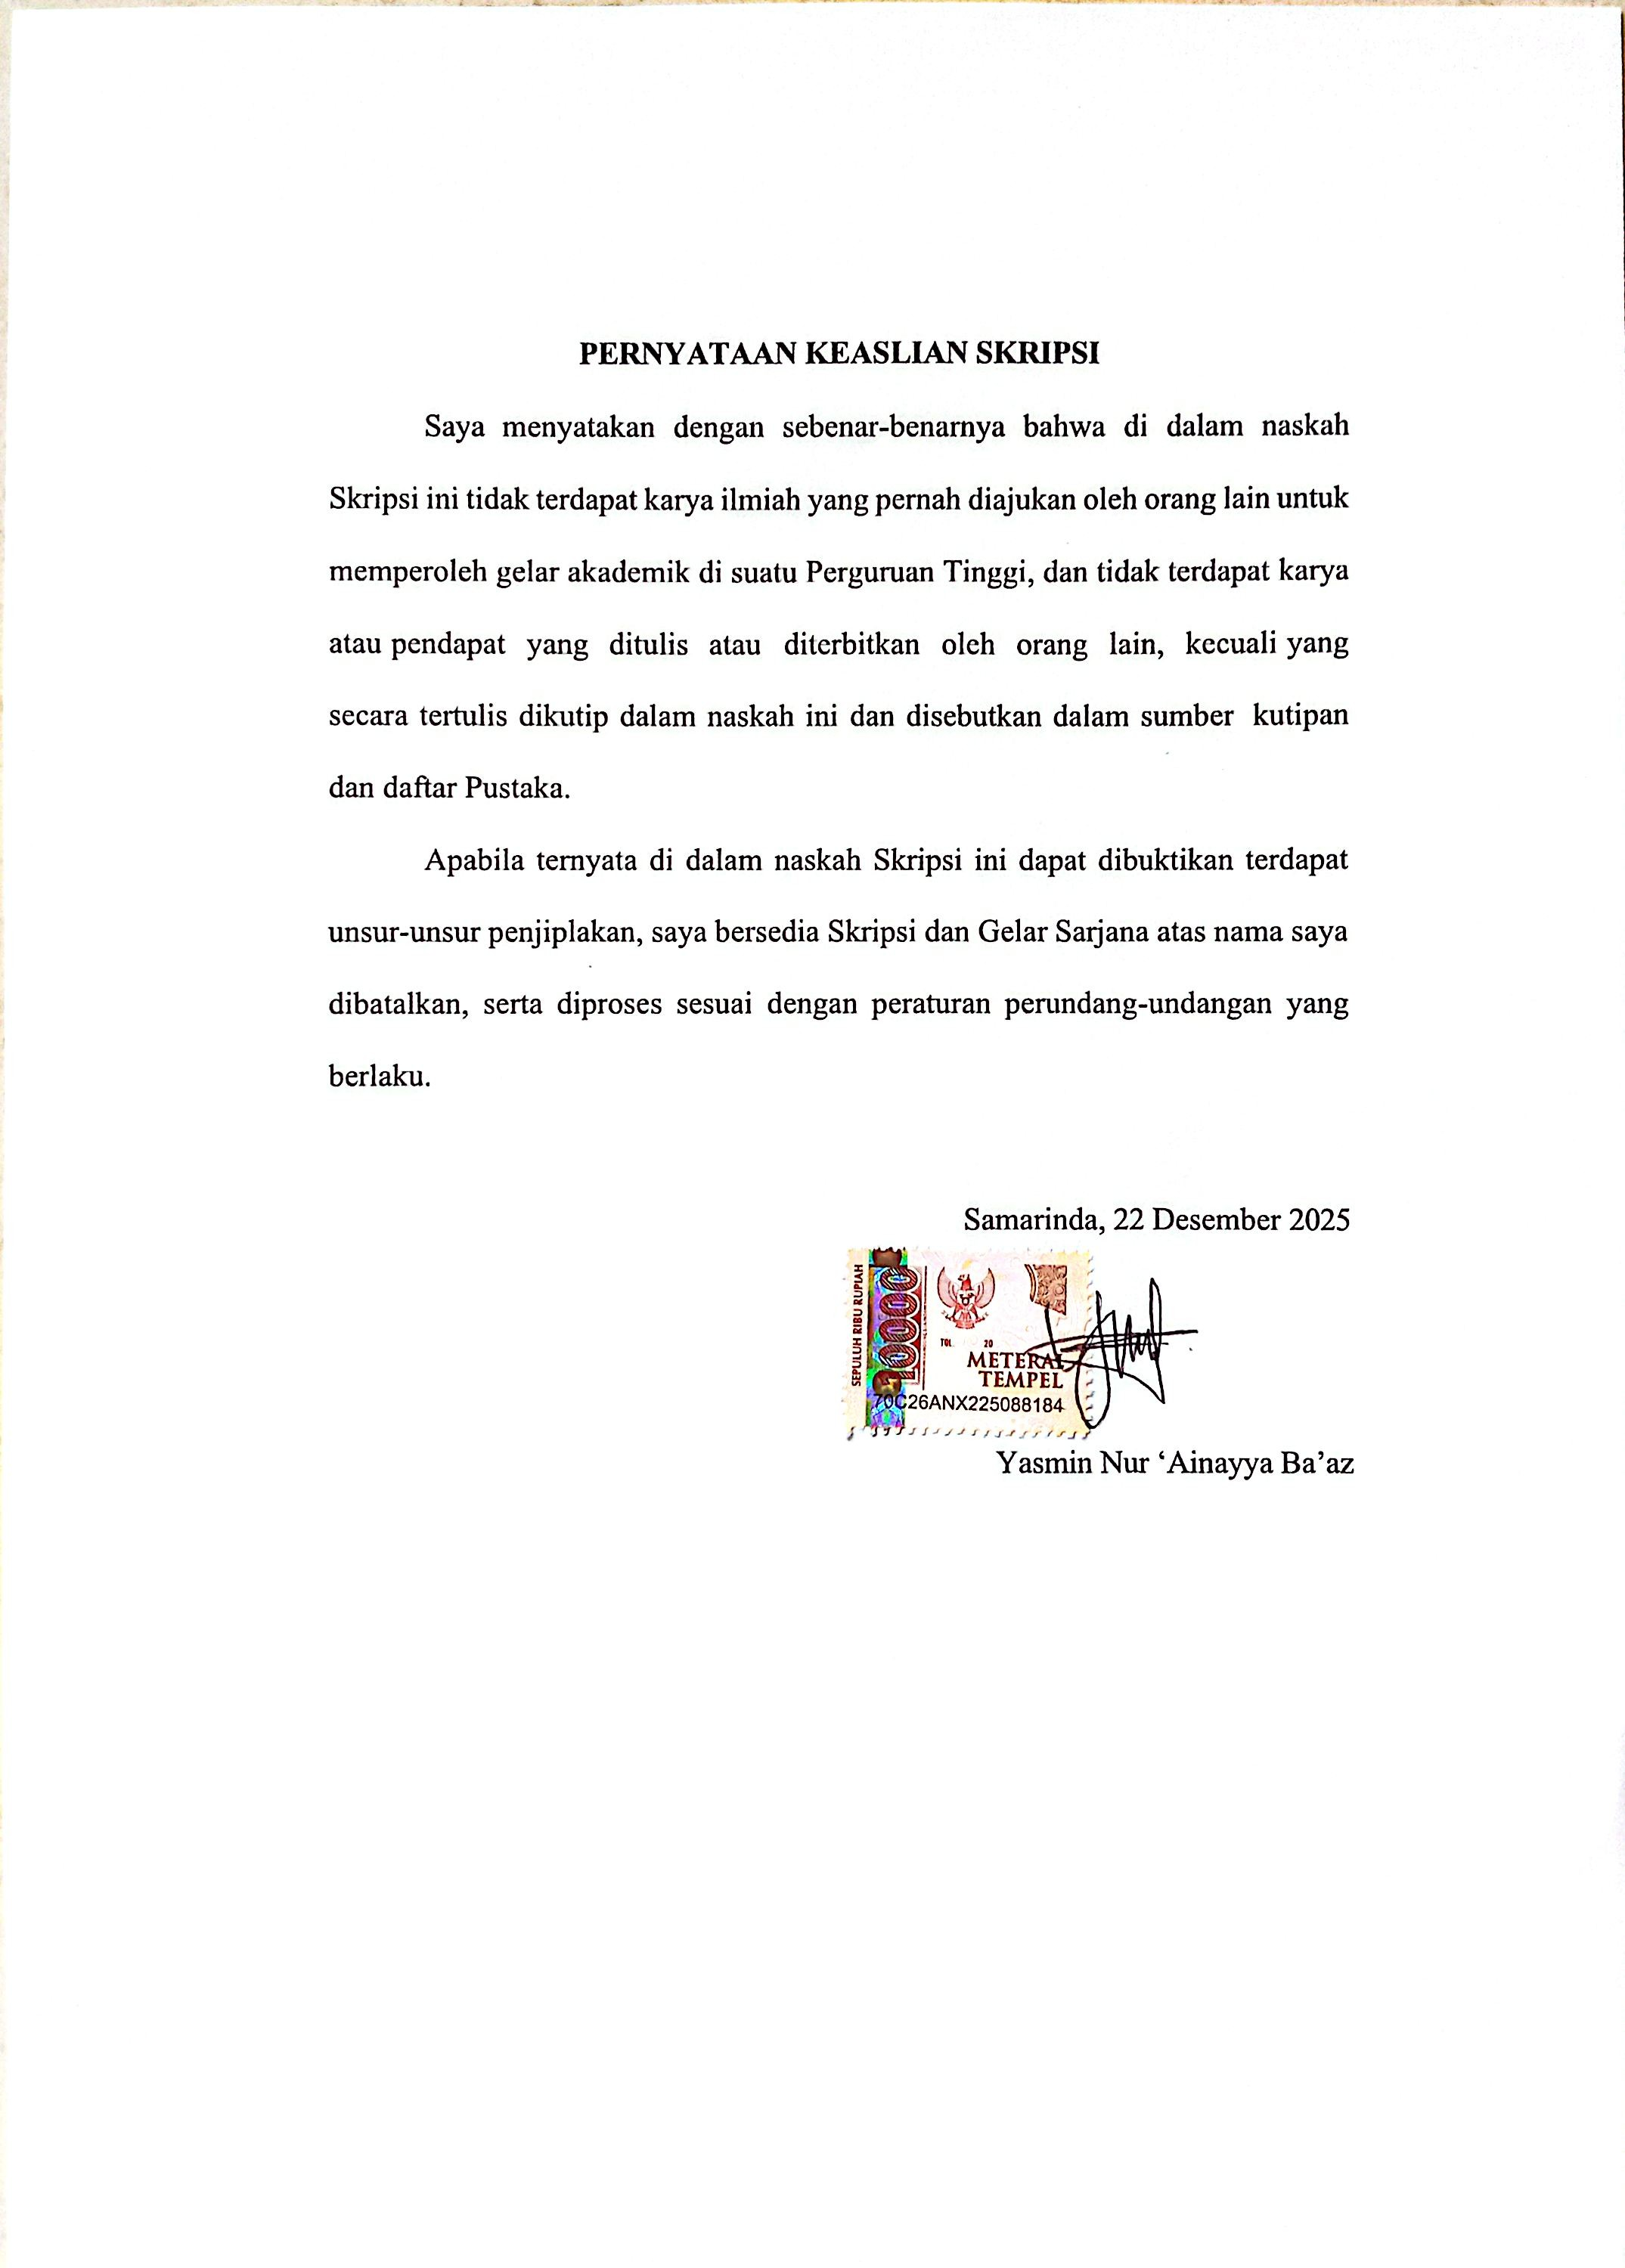 PERNYATAAN KEASLIAN SKRIPSI
Saya menyatakan dengan sebenar-benarnya bahwa di dalam naskah
Skripsi ini tidak terdapat karya ilmiah yang pernah diajukan oleh orang lain untuk
memperoleh gelar akademik di suatu Perguruan Tinggi, dan tidak terdapat karya
atau pendapat yang ditulis atau diterbitkan oleh orang lain, kecuali yang
secara tertulis dikutip dalam naskah ini dan disebutkan dalam sumber kutipan
dan daftar Pustaka.
Apabila ternyata di dalam naskah Skripsi ini dapat dibuktikan terdapat
unsur-unsur penjiplakan, saya bersedia Skripsi dan Gelar Sarjana atas nama saya
dibatalkan, serta diproses sesuai dengan peraturan perundang-undangan yang
berlaku.
Samarinda, 22 Desember 2025
SEPULUH RIBU RUPIAH
10000
TGL 20
METERAI
TEMPEL
70C26ANX225088184
Yasmin Nur ‘Ainayya Ba’az